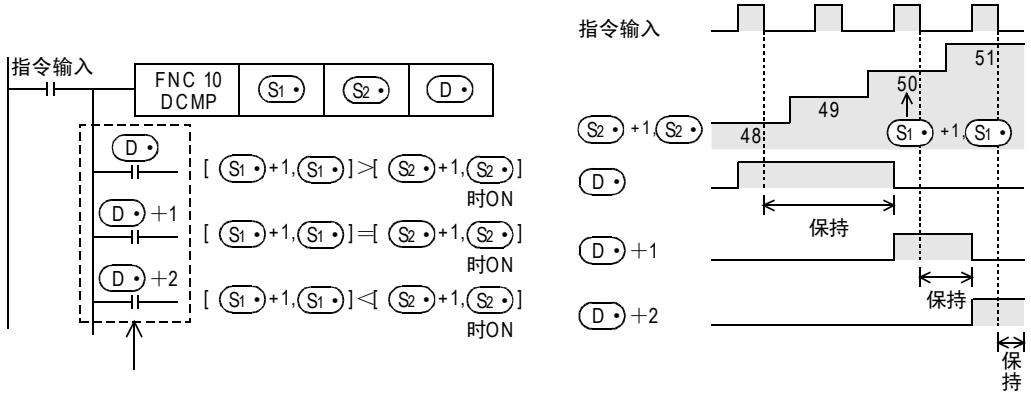 指令输入
FNC 10
DCMP
S1・
S2・
D・
D・
[ S1・+1,S1・]>[ S2・+1,S2・]
时ON
D・+1
[ S1・+1,S1・]=[ S2・+1,S2・]
时ON
D・+2
[ S1・+1,S1・]<[ S2・+1,S2・]
时ON
指令输入
S2・+1,S2・
48
49
50
51
S1・+1,S1・
D・
保持
D・+1
保持
D・+2
保
持